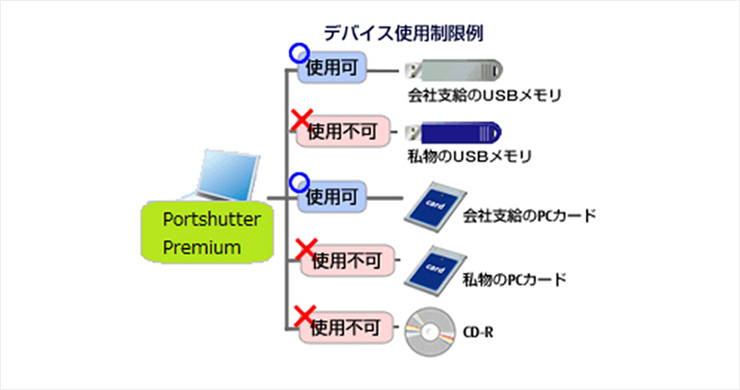 デバイス使用制限例
使用可
会社支給のUSBメモリ
使用不可
私物のUSBメモリ
Portshutter
Premium
使用可
card
会社支給のPCカード
使用不可
card
私物のPCカード
使用不可
CD-R